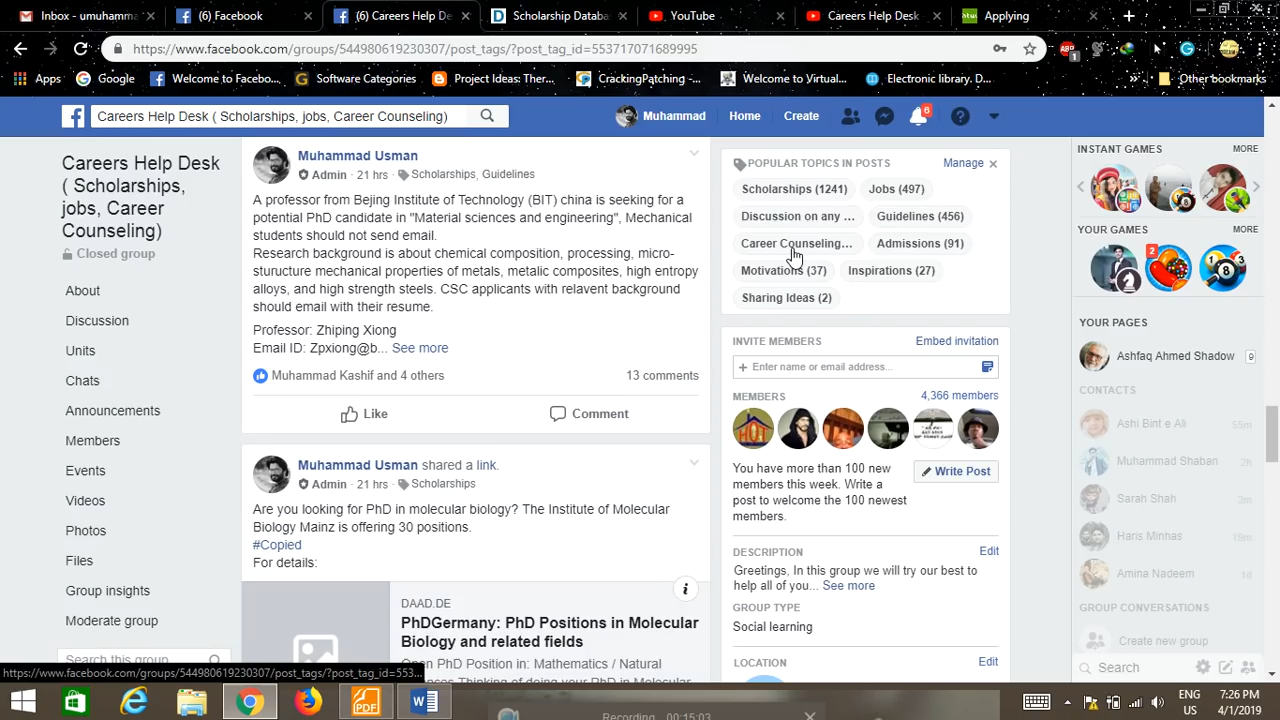 Inbox - umuhamma
(6) Facebook
(6) Careers Help De
Scholarship Databa
YouTube
Careers Help Desk
Applying
https://www.facebook.com/groups/544980619230307/post_tags/?post_tag_id=553717071689995
Apps
Google
Welcome to Facebo...
Software Categories
Project Ideas: Ther...
CrackingPatching -...
Welcome to Virtual...
Electronic library. D...
Other bookmarks
Careers Help Desk ( Scholarships, jobs, Career Counseling)
Muhammad
Home
Create
6
Careers Help Desk
( Scholarships,
jobs, Career
Counseling)
Closed group
About
Discussion
Units
Chats
Announcements
Members
Events
Videos
Photos
Files
Group insights
Moderate group
Search this group
Muhammad Usman
Admin · 21 hrs · Scholarships, Guidelines
A professor from Bejing Institute of Technology (BIT) china is seeking for a
potential PhD candidate in "Material sciences and engineering", Mechanical
students should not send email.
Research background is about chemical composition, processing, micro-
sturucture mechanical properties of metals, metalic composites, high entropy
alloys, and high strength steels. CSC applicants with relavent background
should email with their resume.
Professor: Zhiping Xiong
Email ID: Zpxiong@b... See more
Muhammad Kashif and 4 others
13 comments
Like
Comment
Muhammad Usman shared a link.
Admin · 21 hrs · Scholarships
Are you looking for PhD in molecular biology? The Institute of Molecular
Biology Mainz is offering 30 positions.
#Copied
For details:
DAAD.DE
PhDGermany: PhD Positions in Molecular
Biology and related fields
Open PhD Position in: Mathematics / Natural
POPULAR TOPICS IN POSTS
Manage
Scholarships (1241)
Jobs (497)
Discussion on any ...
Guidelines (456)
Career Counseling...
Admissions (91)
Motivations (37)
Inspirations (27)
Sharing Ideas (2)
INVITE MEMBERS
Embed invitation
Enter name or email address...
MEMBERS
4,366 members
You have more than 100 new
members this week. Write a
post to welcome the 100 newest
members.
Write Post
DESCRIPTION
Edit
Greetings, In this group we will try our best to
help all of you... See more
GROUP TYPE
Social learning
LOCATION
Edit
INSTANT GAMES
MORE
YOUR GAMES
MORE
2
YOUR PAGES
Ashfaq Ahmed Shadow
9
CONTACTS
Ashi Bint e Ali
55m
Muhammad Shaban
2h
Sarah Shah
3m
Haris Minhas
18m
Amina Nadeem
1d
GROUP CONVERSATIONS
Create new group
Search
https://www.facebook.com/groups/544980619230307/post_tags/?post_tag_id=553...
Recording 00:15:03
ENG
US
7:26 PM
4/1/2019